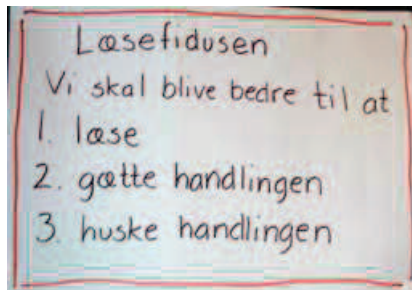 Læsefidusen
Vi skal blive bedre til at
1. læse
2. gætte handlingen
3. huske handlingen